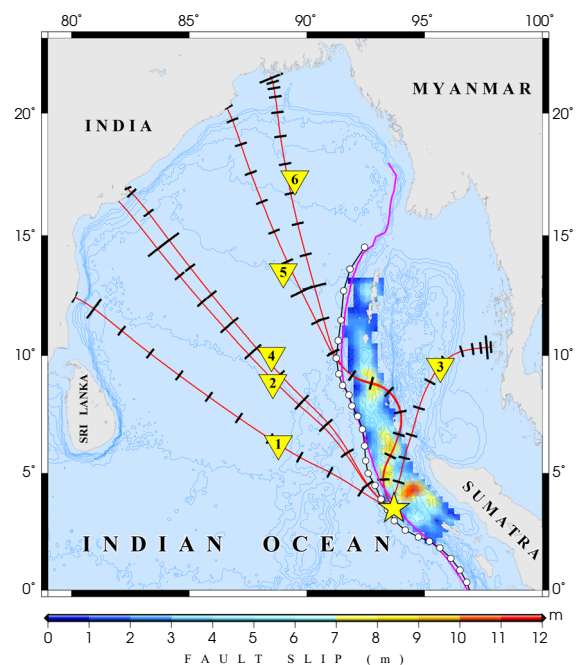 80° 85° 90° 95° 100°
MYANMAR
20° 20°
INDIA
6
15° 15°
5
10° 4 3 10°
2
SRI LANKA
1
5° 5°
SUMATRA
INDIAN OCEAN
0° 0°
m
0 1 2 3 4 5 6 7 8 9 10 11 12
FAULT SLIP (m)